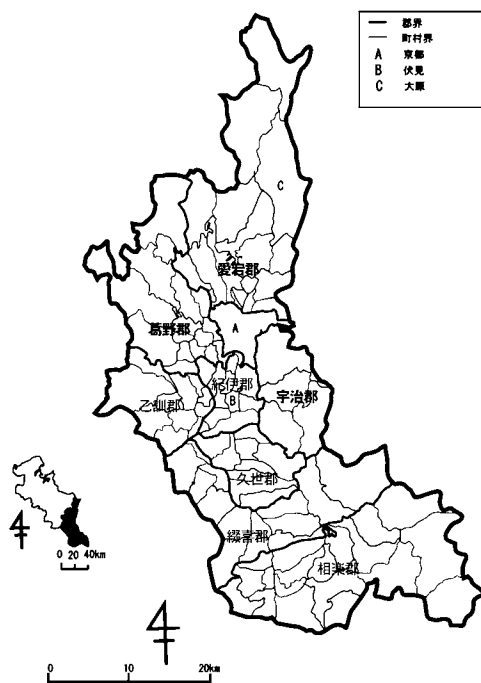 郡界
町村界
A 京都
B 伏見
C 大原
C
愛宕郡
葛野郡
A
紀伊郡
乙訓郡
B
宇治郡
久世郡
綴喜郡
相楽郡
0 20 40km
0 10 20km